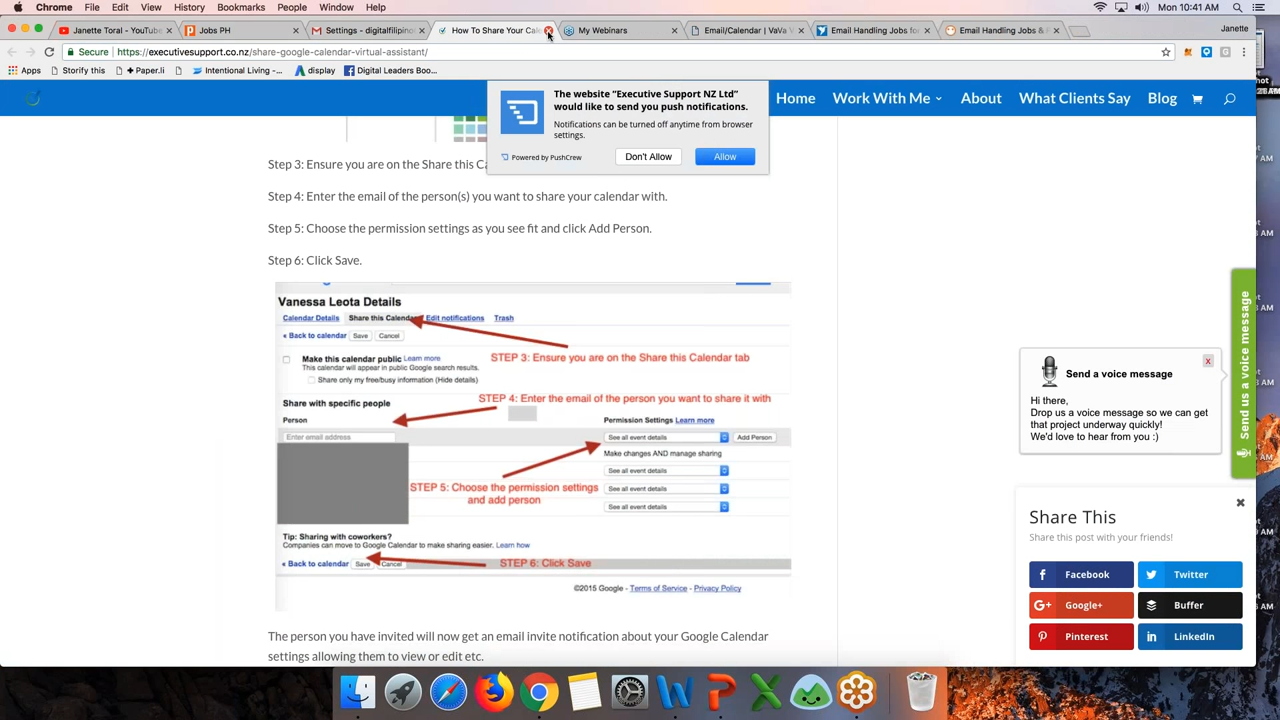 Chrome File Edit View History Bookmarks People Window Help
Mon 10:41 AM
Janette Toral - YouTube
Jobs PH
Settings - digitalfilipino
How To Share Your Cale
My Webinars
Email/Calendar | VaVa V
Email Handling Jobs for
Email Handling Jobs & F
Janette
Secure https://executivesupport.co.nz/share-google-calendar-virtual-assistant/
Apps
Storify this
+ Paper.li
Intentional Living -...
display
Digital Leaders Boo...
The website “Executive Support NZ Ltd”
would like to send you push notifications.
Notifications can be turned off anytime from browser
settings.
Powered by PushCrew
Don't Allow
Allow
Home
Work With Me
About
What Clients Say
Blog
Step 3: Ensure you are on the Share this Ca
Step 4: Enter the email of the person(s) you want to share your calendar with.
Step 5: Choose the permission settings as you see fit and click Add Person.
Step 6: Click Save.
Vanessa Leota Details
Calendar Details Share this Calendar Edit notifications Trash
« Back to calendar Save Cancel
STEP 3: Ensure you are on the Share this Calendar tab
Make this calendar public Learn more
This calendar will appear in public Google search results.
Share only my free/busy information (Hide details)
STEP 4: Enter the email of the person you want to share it with
Share with specific people
Person
Permission Settings Learn more
Enter email address
See all event details
Add Person
Make changes AND manage sharing
See all event details
STEP 5: Choose the permission settings
and add person
See all event details
See all event details
Tip: Sharing with coworkers?
Companies can move to Google Calendar to make sharing easier. Learn how
« Back to calendar Save Cancel
STEP 6: Click Save
©2015 Google - Terms of Service - Privacy Policy
The person you have invited will now get an email invite notification about your Google Calendar
settings allowing them to view or edit etc.
Send us a voice message
x
Send a voice message
Hi there,
Drop us a voice message so we can get
that project underway quickly!
We'd love to hear from you :)
Share This
Share this post with your friends!
Facebook
Twitter
Google+
Buffer
Pinterest
LinkedIn